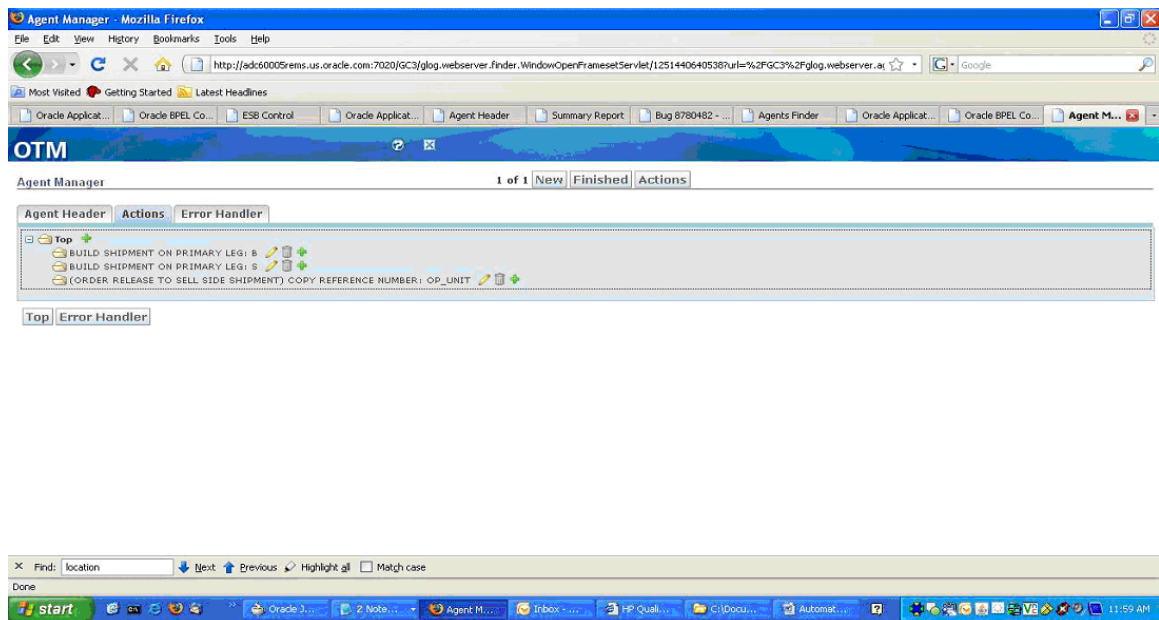 Agent Manager - Mozilla Firefox
File Edit View History Bookmarks Tools Help
http://adc60005rems.us.oracle.com:7020/GC3/glog.webserver.finder.WindowOpenFramesetServlet/1251440640538?url=%2FGC3%2Fglog.webserver.ag
Google
Most Visited Getting Started Latest Headlines
Oracle Applicat... Oracle BPEL Co... ESB Control Oracle Applicat... Agent Header Summary Report Bug 8780482 - ... Agents Finder Oracle Applicat... Oracle BPEL Co... Agent M...
OTM
Agent Manager 1 of 1 New Finished Actions
Agent Header Actions Error Handler
Top
BUILD SHIPMENT ON PRIMARY LEG: B
BUILD SHIPMENT ON PRIMARY LEG: S
(ORDER RELEASE TO SELL SIDE SHIPMENT) COPY REFERENCE NUMBER: OP_UNIT
Top Error Handler
Find: location Next Previous Highlight all Match case
Done
start Oracle J... 2 Note... Agent M... Inbox - ... HP Quali... C:\Docu... Automat... 11:59 AM